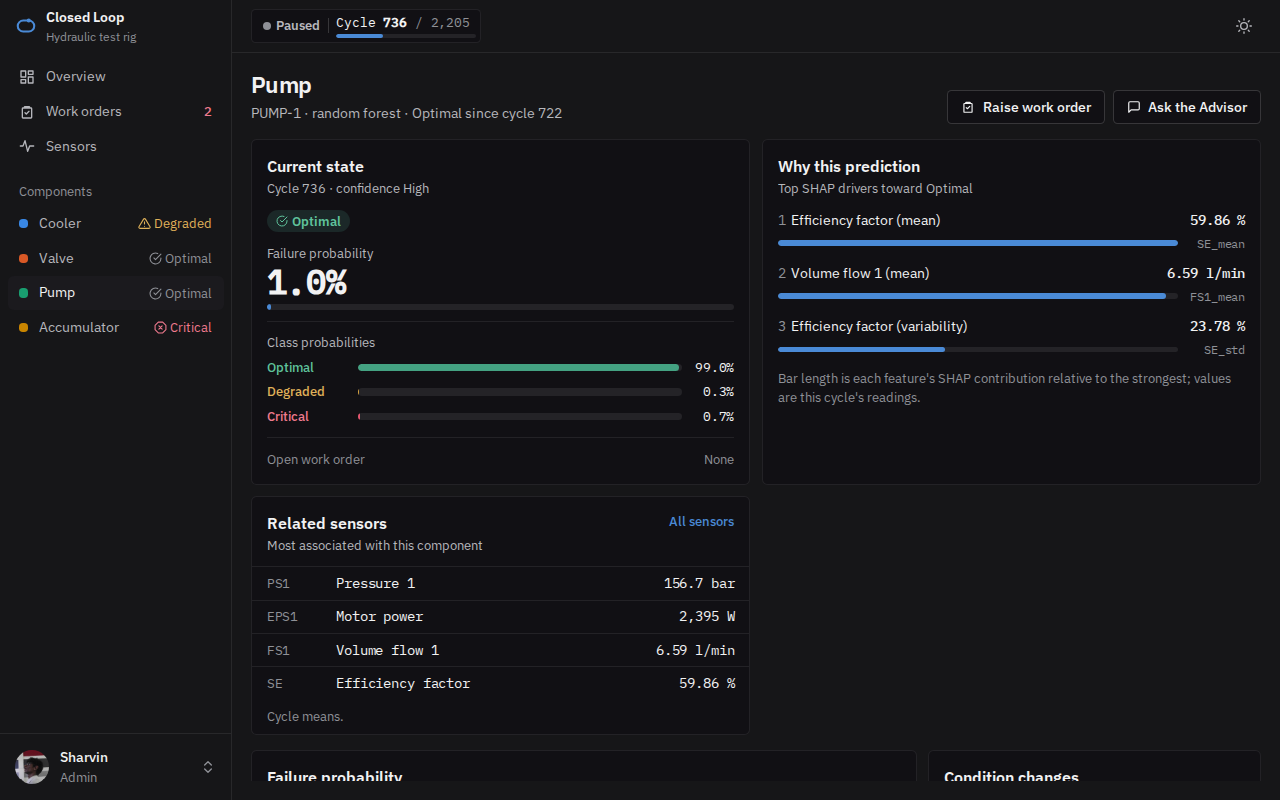 Closed Loop
Hydraulic test rig
Overview
Work orders 2
Sensors
Components
Cooler Degraded
Valve Optimal
Pump Optimal
Accumulator Critical
Sharvin
Admin
Paused Cycle 736 / 2,205
Pump
PUMP-1 · random forest · Optimal since cycle 722
Raise work order
Ask the Advisor
Current state
Cycle 736 · confidence High
Optimal
Failure probability
1.0%
Class probabilities
Optimal 99.0%
Degraded 0.3%
Critical 0.7%
Open work order None
Why this prediction
Top SHAP drivers toward Optimal
1 Efficiency factor (mean) 59.86 %
SE_mean
2 Volume flow 1 (mean) 6.59 l/min
FS1_mean
3 Efficiency factor (variability) 23.78 %
SE_std
Bar length is each feature's SHAP contribution relative to the strongest; values
are this cycle's readings.
Related sensors All sensors
Most associated with this component
PS1 Pressure 1 156.7 bar
EPS1 Motor power 2,395 W
FS1 Volume flow 1 6.59 l/min
SE Efficiency factor 59.86 %
Cycle means.
Failure probability
Condition changes